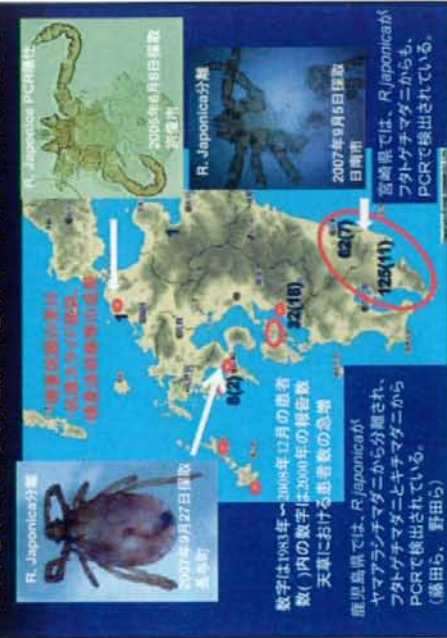 R. Japonica分離
2007年9月27日採取
長与町
R. Japonica PCR陽性
2006年6月8日採取
宗像市
R. Japonica分離
2007年9月5日採取
日南市
1
1
8(2)
32(18)
62(7)
125(11)
数字は1983年〜2008年12月の患者
数( )内の数字は2000年の報告数
天草における患者数の急増
鹿児島県では、R. japonicaが
ヤマアラシチマダニから分離され、
フタトゲチマダニとキチマダニから
PCRで検出されている。
(藤田ら、野田ら)
宮崎県では、R. japonicaが
フタトゲチマダニからも、
PCRで検出されている。